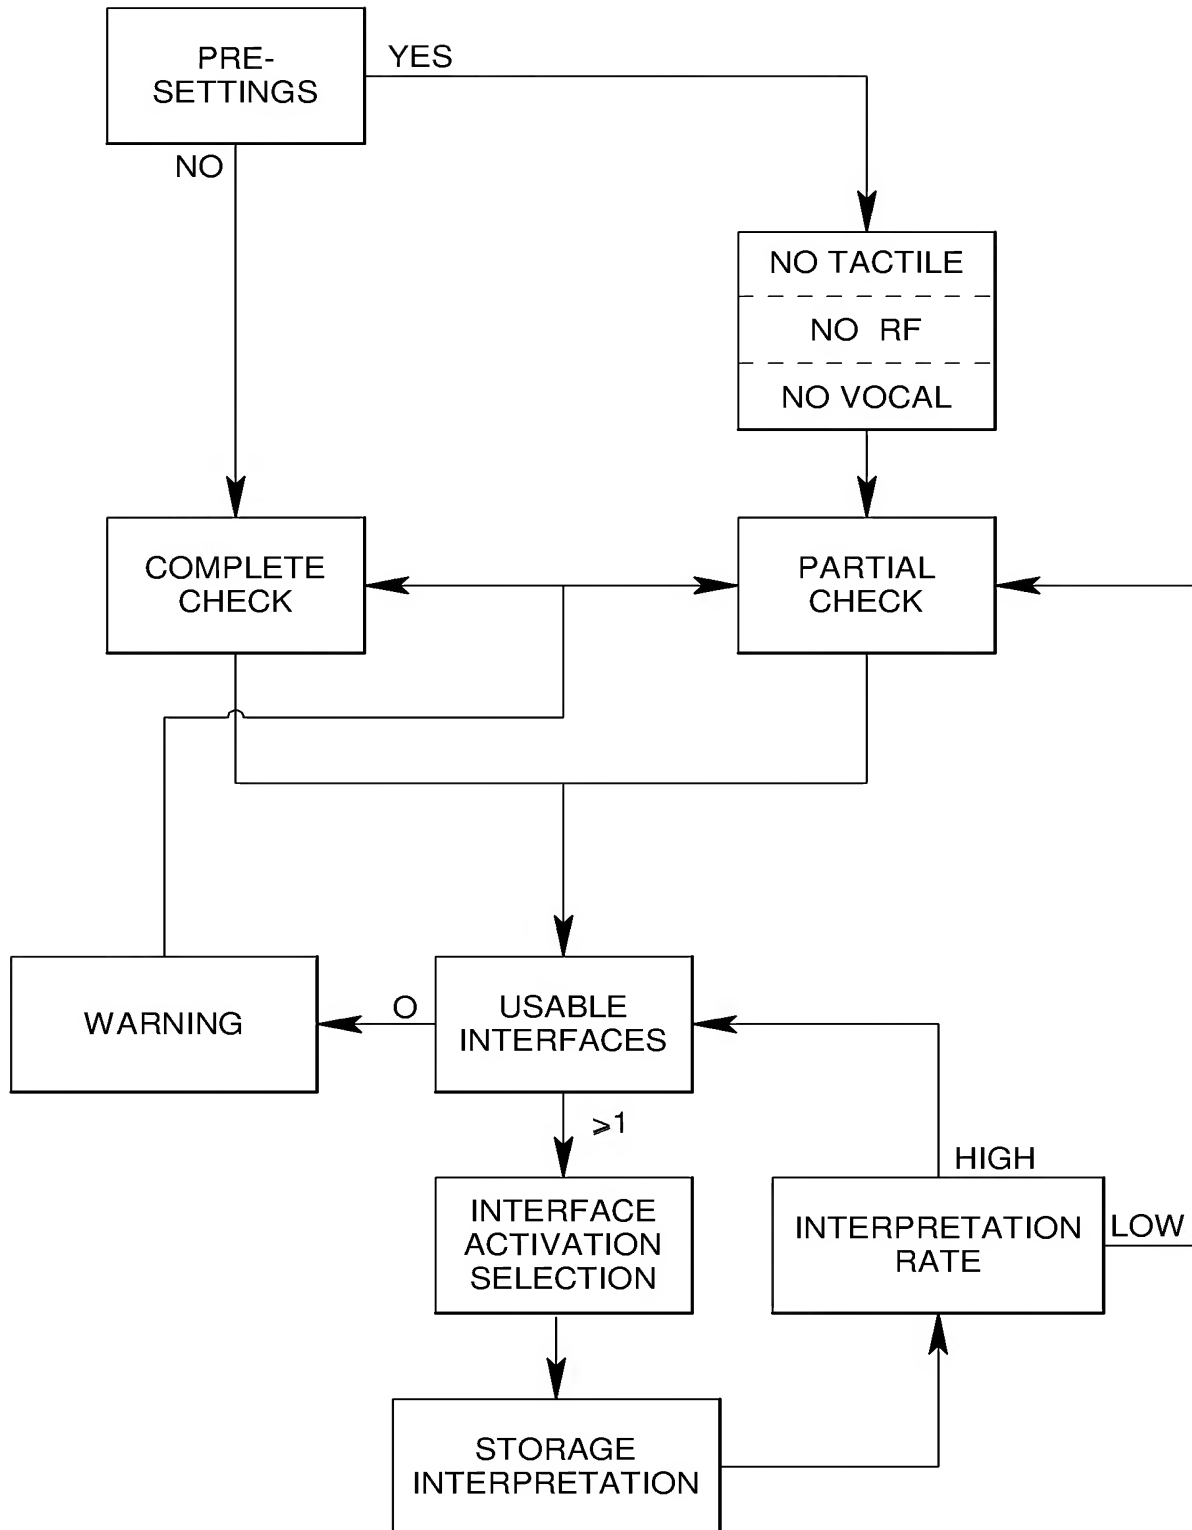 PRE-
SETTINGS
YES
NO
NO TACTILE
NO RF
NO VOCAL
COMPLETE
CHECK
PARTIAL
CHECK
WARNING
O
USABLE
INTERFACES
⩾1
HIGH
INTERFACE
ACTIVATION
SELECTION
INTERPRETATION
RATE
LOW
STORAGE
INTERPRETATION